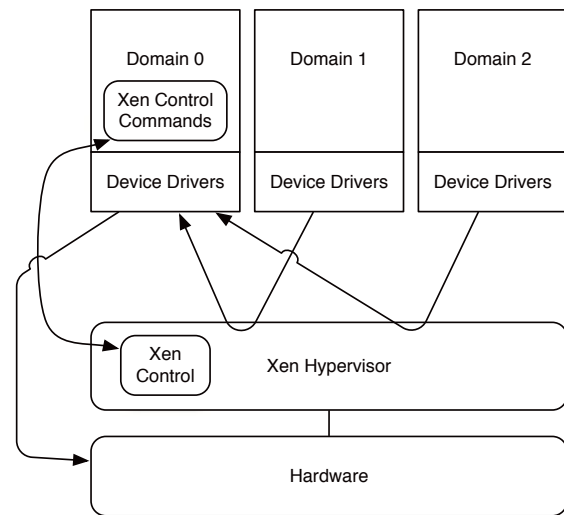 Domain 0
Domain 1
Domain 2
Xen Control
Commands
Device Drivers
Device Drivers
Device Drivers
Xen
Control
Xen Hypervisor
Hardware